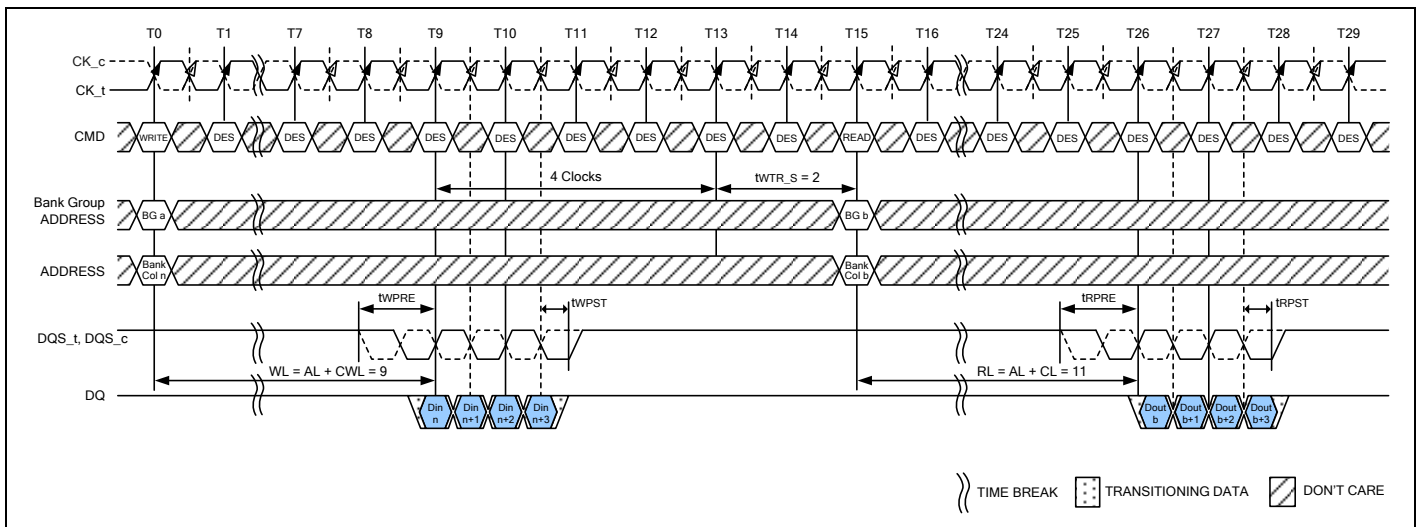 T0 T1 T7 T8 T9 T10 T11 T12 T13 T14 T15 T16 T24 T25 T26 T27 T28 T29
CK_c
CK_t
CMD WRITE DES DES DES DES DES DES DES DES DES READ DES DES DES DES DES DES DES
4 Clocks tWTR_S = 2
Bank Group
ADDRESS BG a BG b
ADDRESS Bank Col n Bank Col b
tWPRE tWPST tRPRE tRPST
DQS_t, DQS_c
WL = AL + CWL = 9 RL = AL + CL = 11
DQ Din n Din n+1 Din n+2 Din n+3 Dout b Dout b+1 Dout b+2 Dout b+3
TIME BREAK TRANSITIONING DATA DON'T CARE